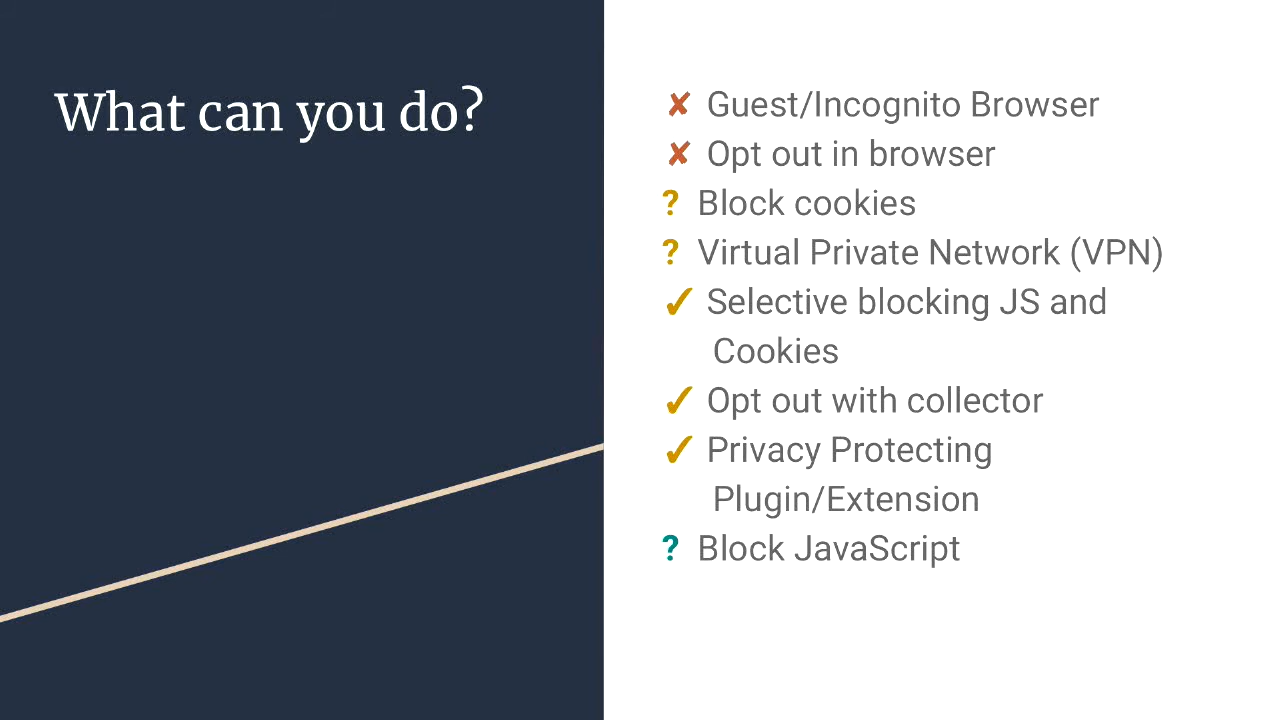 What can you do?
✘ Guest/Incognito Browser
✘ Opt out in browser
? Block cookies
? Virtual Private Network (VPN)
✓ Selective blocking JS and
Cookies
✓ Opt out with collector
✓ Privacy Protecting
Plugin/Extension
? Block JavaScript